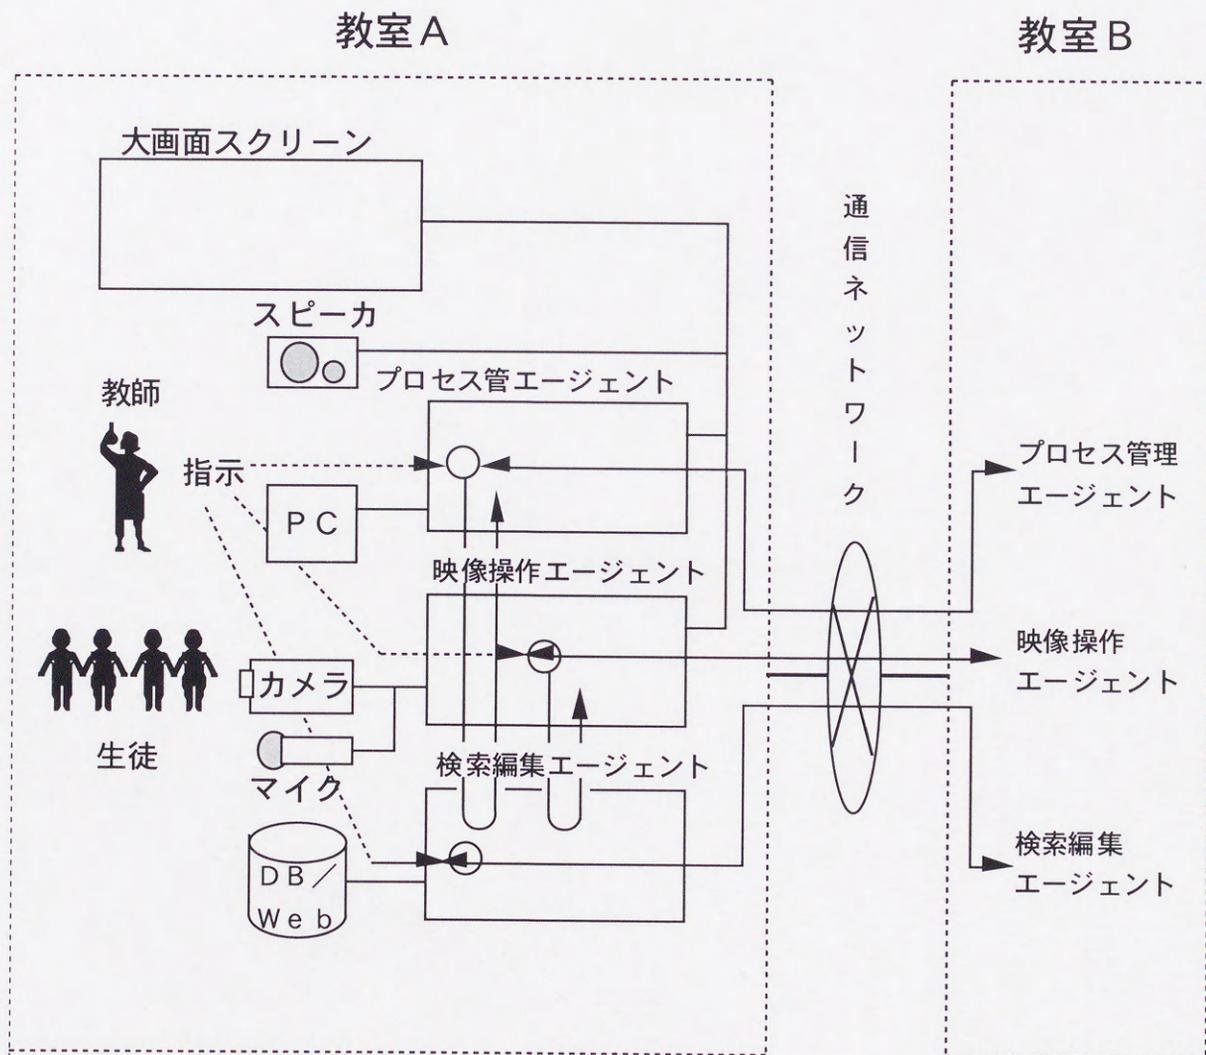 教室A
教室B
大画面スクリーン
スピーカ
プロセス管エージェント
教師
指示
PC
映像操作エージェント
カメラ
生徒
検索編集エージェント
マイク
DB／
Web
通信ネットワーク
プロセス管理
エージェント
映像操作
エージェント
検索編集
エージェント